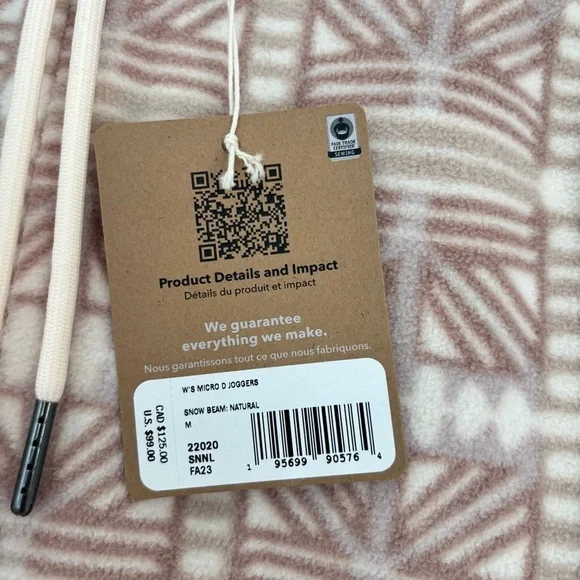 FAIR TRADE
CERTIFIED
SEWING
Product Details and Impact
Détails du produit et impact
We guarantee
everything we make.
Nous garantissons tout ce que nous fabriquons.
W'S MICRO D JOGGERS
SNOW BEAM: NATURAL
M
22020
SNNL
FA23
1 95699 90576 4
CAD $125.00
U.S. $99.00